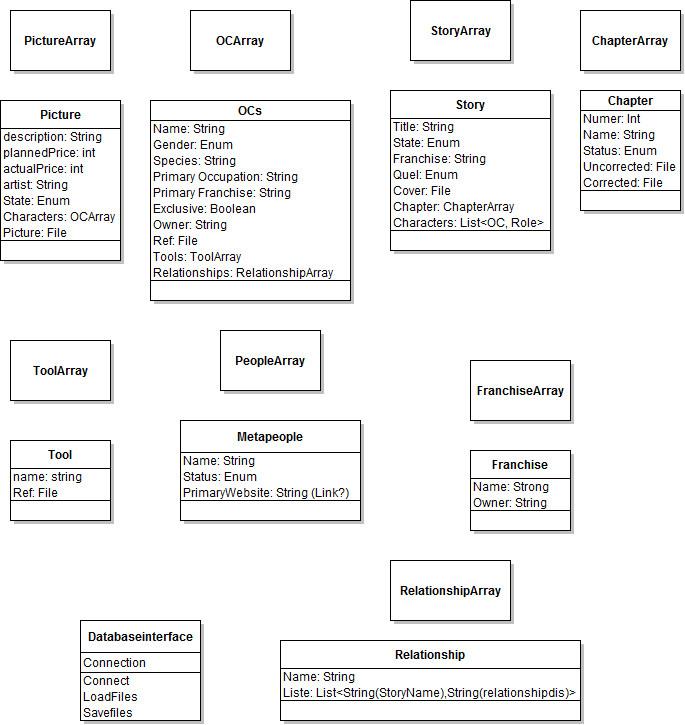 PictureArray
OCArray
StoryArray
ChapterArray
Picture
description: String
plannedPrice: int
actualPrice: int
artist: String
State: Enum
Characters: OCArray
Picture: File
OCs
Name: String
Gender: Enum
Species: String
Primary Occupation: String
Primary Franchise: String
Exclusive: Boolean
Owner: String
Ref: File
Tools: ToolArray
Relationships: RelationshipArray
Story
Title: String
State: Enum
Franchise: String
Quel: Enum
Cover: File
Chapter: ChapterArray
Characters: List<OC, Role>
Chapter
Numer: Int
Name: String
Status: Enum
Uncorrected: File
Corrected: File
ToolArray
PeopleArray
FranchiseArray
Tool
name: string
Ref: File
Metapeople
Name: String
Status: Enum
PrimaryWebsite: String (Link?)
Franchise
Name: Strong
Owner: String
RelationshipArray
Databaseinterface
Connection
Connect
LoadFiles
Savefiles
Relationship
Name: String
Liste: List<String(StoryName),String(relationshipdis)>